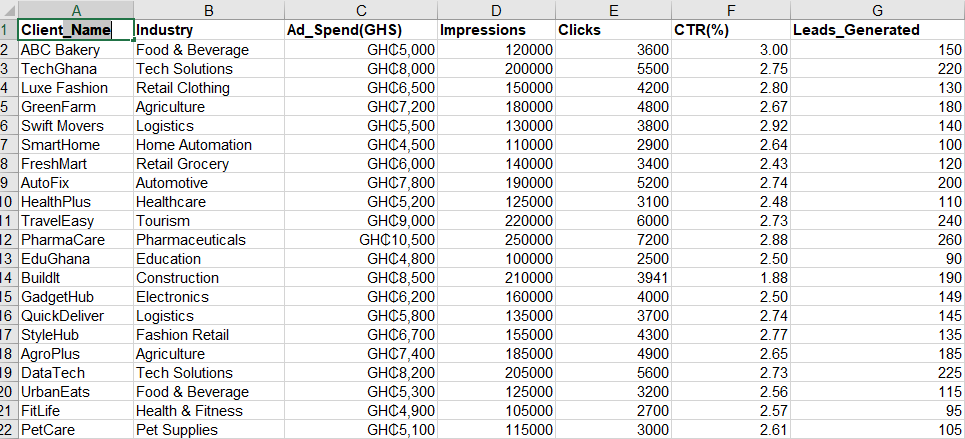 A B C D E F G
1 Client_Name Industry Ad_Spend(GHS) Impressions Clicks CTR(%) Leads_Generated
2 ABC Bakery Food & Beverage GH₵5,000 120000 3600 3.00 150
3 TechGhana Tech Solutions GH₵8,000 200000 5500 2.75 220
4 Luxe Fashion Retail Clothing GH₵6,500 150000 4200 2.80 130
5 GreenFarm Agriculture GH₵7,200 180000 4800 2.67 180
6 Swift Movers Logistics GH₵5,500 130000 3800 2.92 140
7 SmartHome Home Automation GH₵4,500 110000 2900 2.64 100
8 FreshMart Retail Grocery GH₵6,000 140000 3400 2.43 120
9 AutoFix Automotive GH₵7,800 190000 5200 2.74 200
10 HealthPlus Healthcare GH₵5,200 125000 3100 2.48 110
11 TravelEasy Tourism GH₵9,000 220000 6000 2.73 240
12 PharmaCare Pharmaceuticals GH₵10,500 250000 7200 2.88 260
13 EduGhana Education GH₵4,800 100000 2500 2.50 90
14 BuildIt Construction GH₵8,500 210000 3941 1.88 190
15 GadgetHub Electronics GH₵6,200 160000 4000 2.50 149
16 QuickDeliver Logistics GH₵5,800 135000 3700 2.74 145
17 StyleHub Fashion Retail GH₵6,700 155000 4300 2.77 135
18 AgroPlus Agriculture GH₵7,400 185000 4900 2.65 185
19 DataTech Tech Solutions GH₵8,200 205000 5600 2.73 225
20 UrbanEats Food & Beverage GH₵5,300 125000 3200 2.56 115
21 FitLife Health & Fitness GH₵4,900 105000 2700 2.57 95
22 PetCare Pet Supplies GH₵5,100 115000 3000 2.61 105